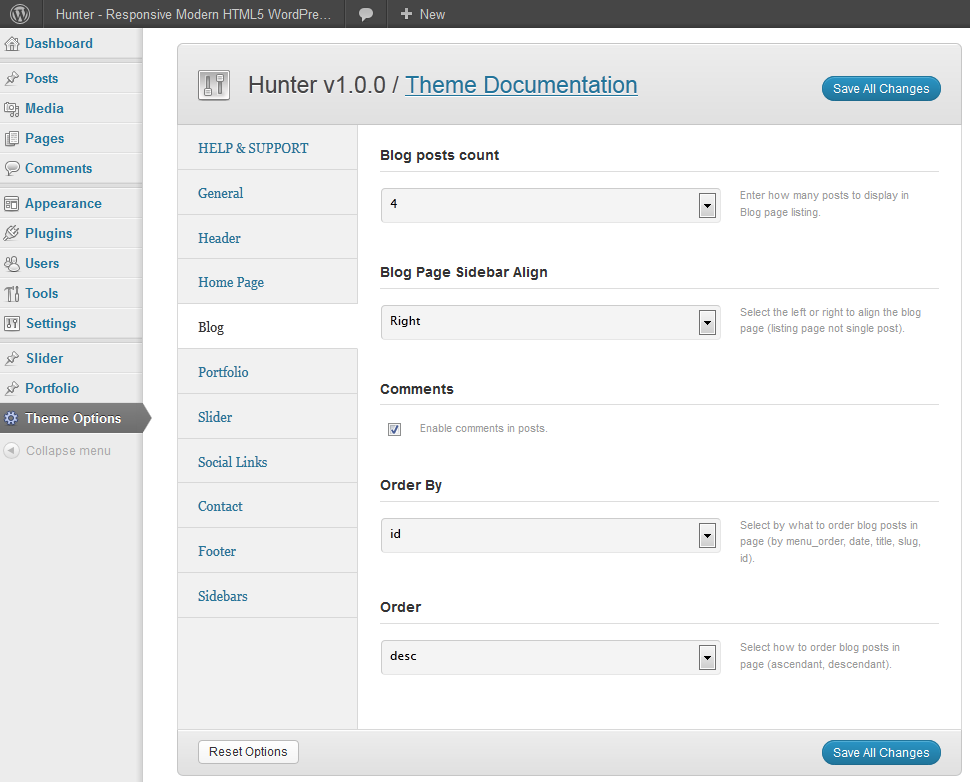 Hunter - Responsive Modern HTML5 WordPre...
New
Dashboard
Posts
Media
Pages
Comments
Appearance
Plugins
Users
Tools
Settings
Slider
Portfolio
Theme Options
Collapse menu
Hunter v1.0.0 / Theme Documentation
Save All Changes
HELP & SUPPORT
General
Header
Home Page
Blog
Portfolio
Slider
Social Links
Contact
Footer
Sidebars
Blog posts count
4
Enter how many posts to display in
Blog page listing.
Blog Page Sidebar Align
Right
Select the left or right to align the blog
page (listing page not single post).
Comments
Enable comments in posts.
Order By
id
Select by what to order blog posts in
page (by menu_order, date, title, slug,
id).
Order
desc
Select how to order blog posts in
page (ascendant, descendant).
Reset Options
Save All Changes